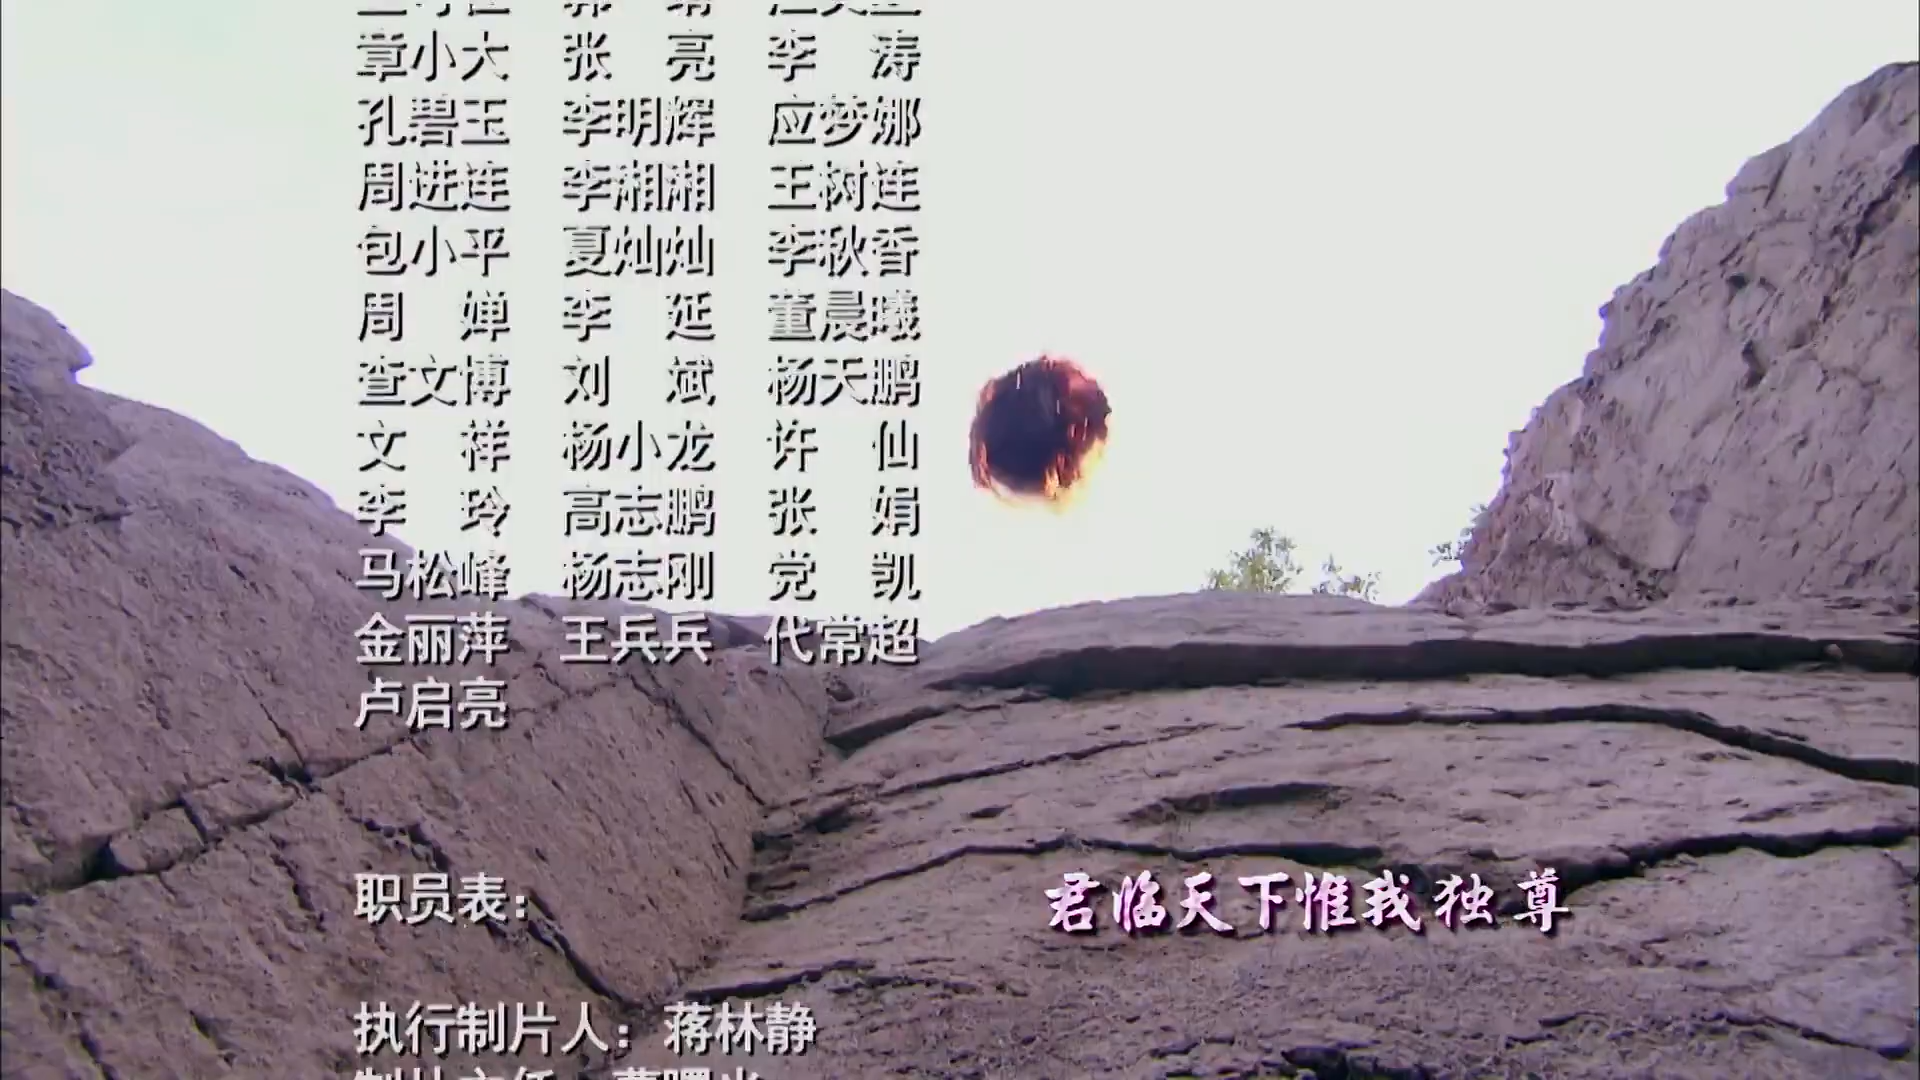 章小大 张 亮 李 涛
孔碧玉 李明辉 应梦娜
周进连 李湘湘 王树连
包小平 夏灿灿 李秋香
周 婵 李 延 董晨曦
查文博 刘 斌 杨天鹏
文 祥 杨小龙 许 仙
李 玲 高志鹏 张 娟
马松峰 杨志刚 党 凯
金丽萍 王兵兵 代常超
卢启亮
职员表：
君临天下惟我独尊
执行制片人：蒋林静